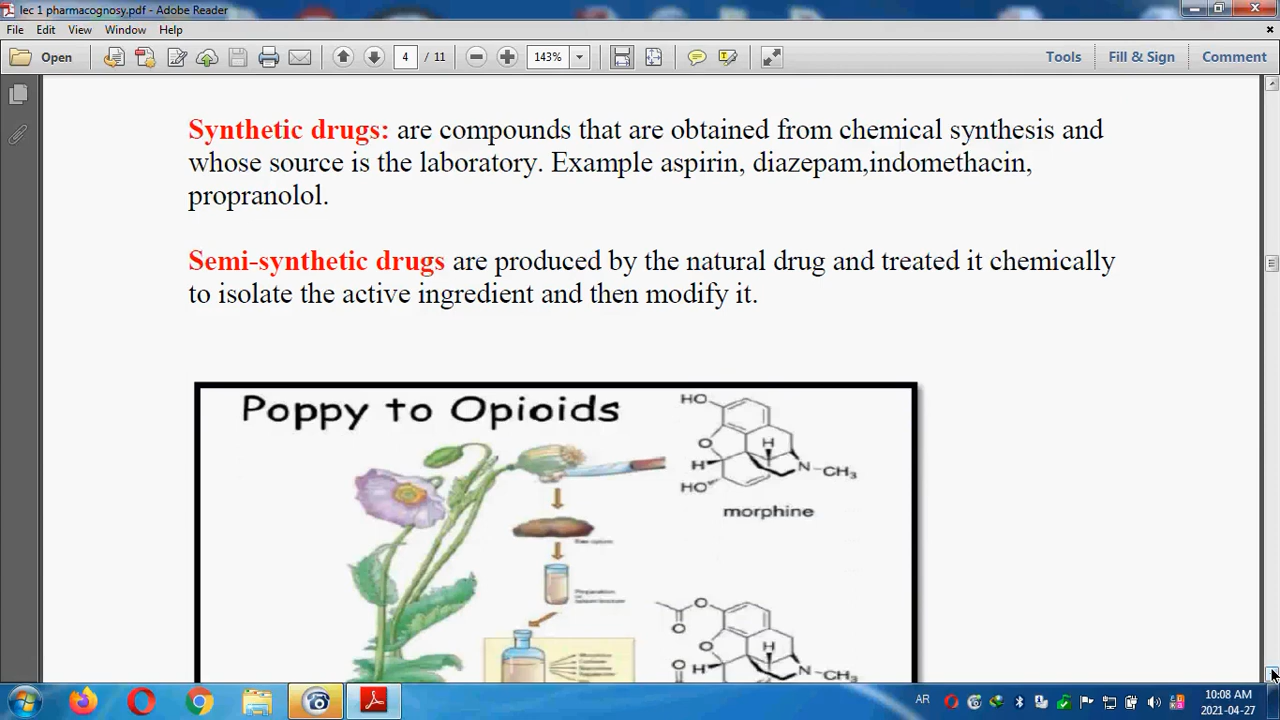 lec 1 pharmacognosy.pdf - Adobe Reader
File Edit View Window Help
Open 4 / 11 143% Tools Fill & Sign Comment
Synthetic drugs: are compounds that are obtained from chemical synthesis and
whose source is the laboratory. Example aspirin, diazepam,indomethacin,
propranolol.
Semi-synthetic drugs are produced by the natural drug and treated it chemically
to isolate the active ingredient and then modify it.
Poppy to Opioids
HO
O
H
H
N
CH3
HO
morphine
O
O
O
O
H
H
N
CH3
AR
10:08 AM
2021-04-27